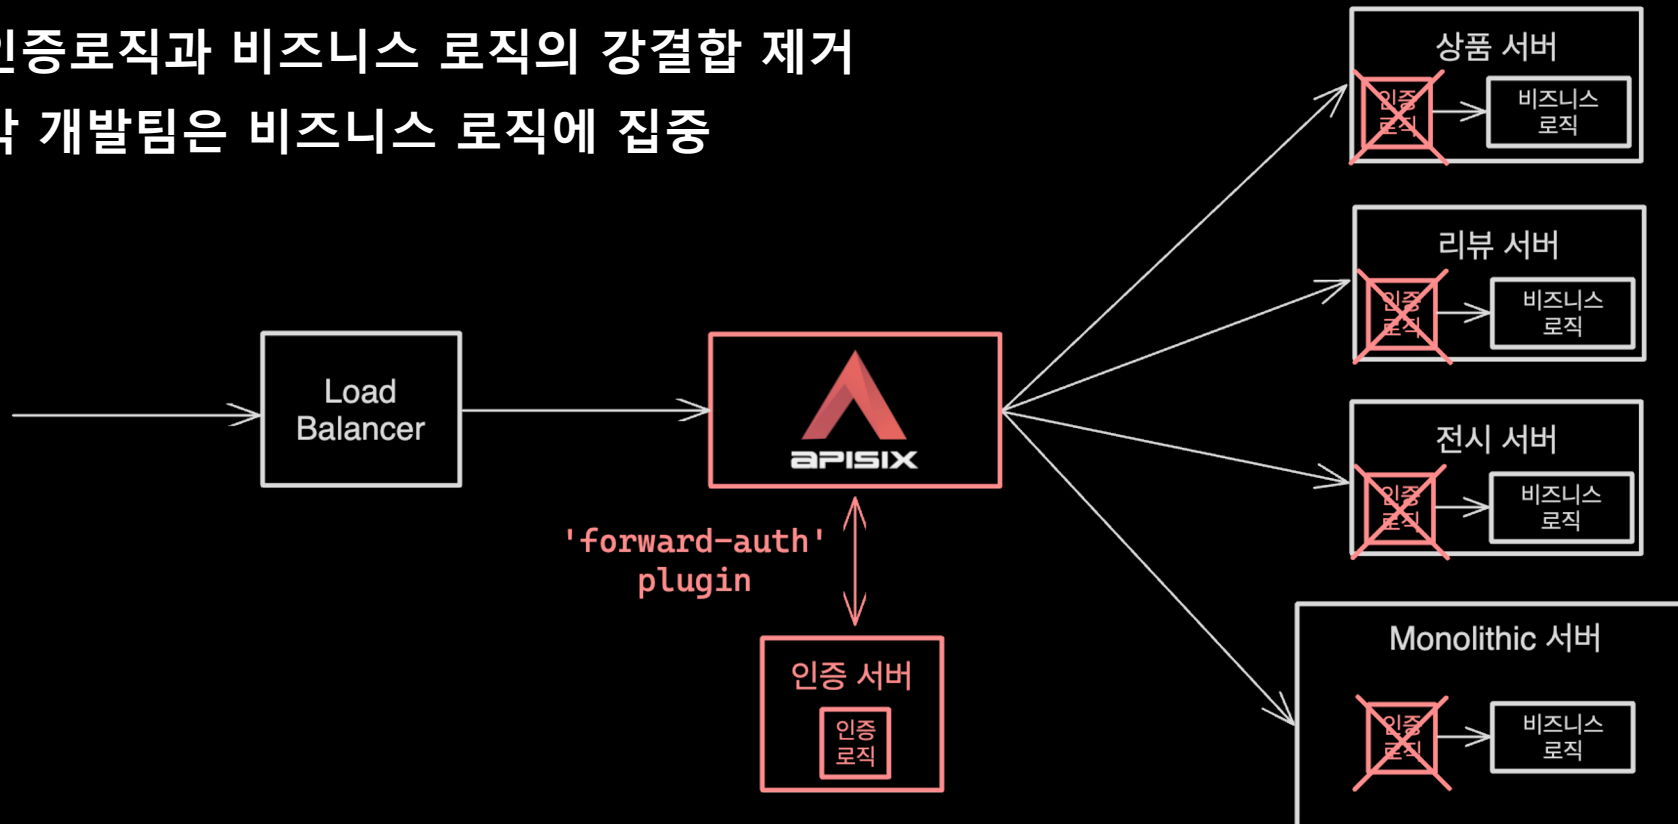 인증로직과 비즈니스 로직의 강결합 제거
각 개발팀은 비즈니스 로직에 집중
상품 서버
인증
로직
비즈니스
로직
리뷰 서버
인증
로직
비즈니스
로직
Load
Balancer
APISIX
전시 서버
인증
로직
비즈니스
로직
'forward-auth'
plugin
인증 서버
인증
로직
Monolithic 서버
인증
로직
비즈니스
로직